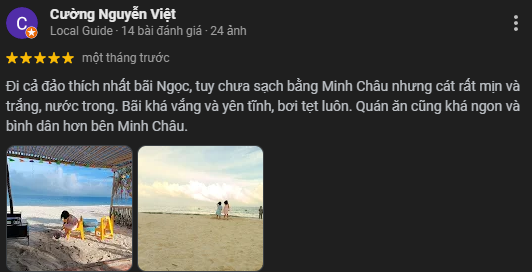 C
Cường Nguyễn Việt
Local Guide · 14 bài đánh giá · 24 ảnh
một tháng trước
Đi cả đảo thích nhất bãi Ngọc, tuy chưa sạch bằng Minh Châu nhưng cát rất mịn và
trắng, nước trong. Bãi khá vắng và yên tĩnh, bơi tẹt luôn. Quán ăn cũng khá ngon và
bình dân hơn bên Minh Châu.